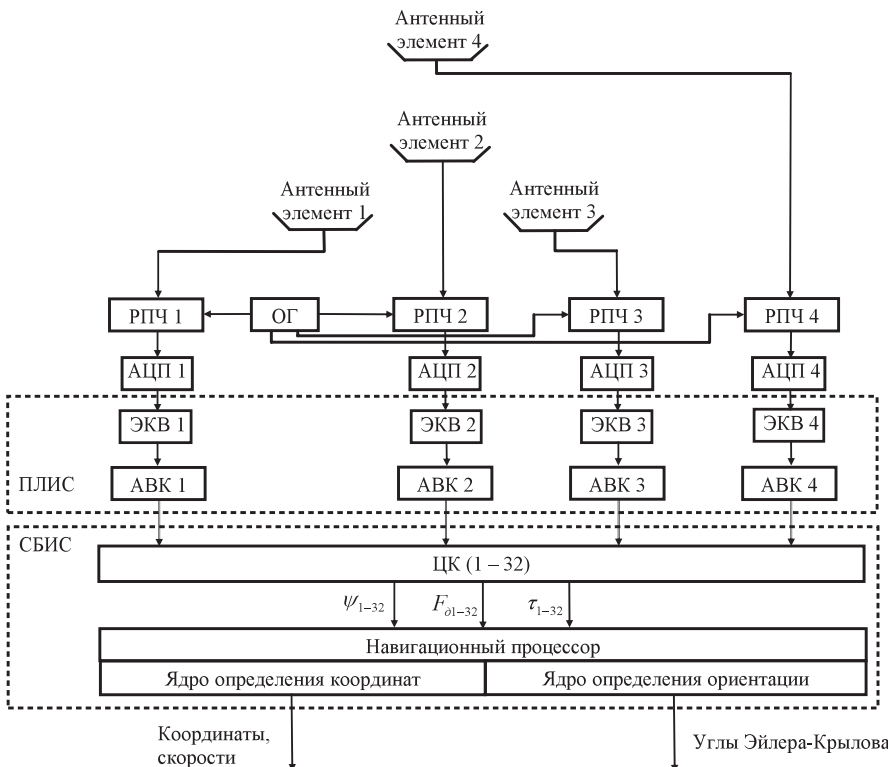 Антенный
элемент 4
Антенный
элемент 2
Антенный
элемент 1
Антенный
элемент 3
РПЧ 1
ОГ
РПЧ 2
РПЧ 3
РПЧ 4
АЦП 1
АЦП 2
АЦП 3
АЦП 4
ЭКВ 1
ЭКВ 2
ЭКВ 3
ЭКВ 4
ПЛИС
АВК 1
АВК 2
АВК 3
АВК 4
СБИС
ЦК (1 – 32)
ψ1–32
Fд1–32
τ1–32
Навигационный процессор
Ядро определения координат
Ядро определения ориентации
Координаты,
скорости
Углы Эйлера-Крылова